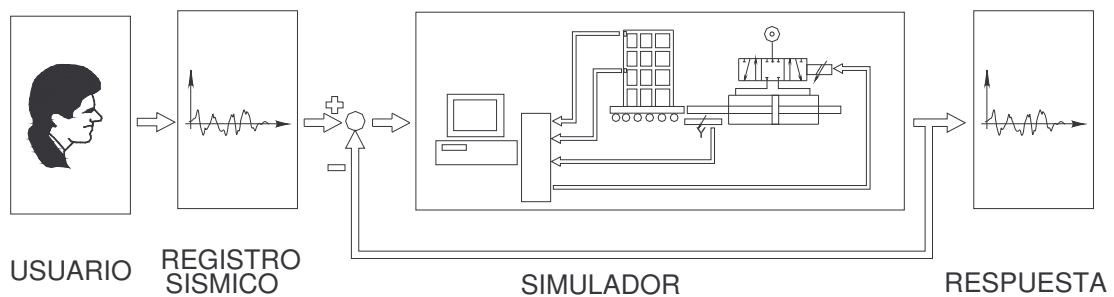 USUARIO
REGISTRO
SISMICO
SIMULADOR
RESPUESTA